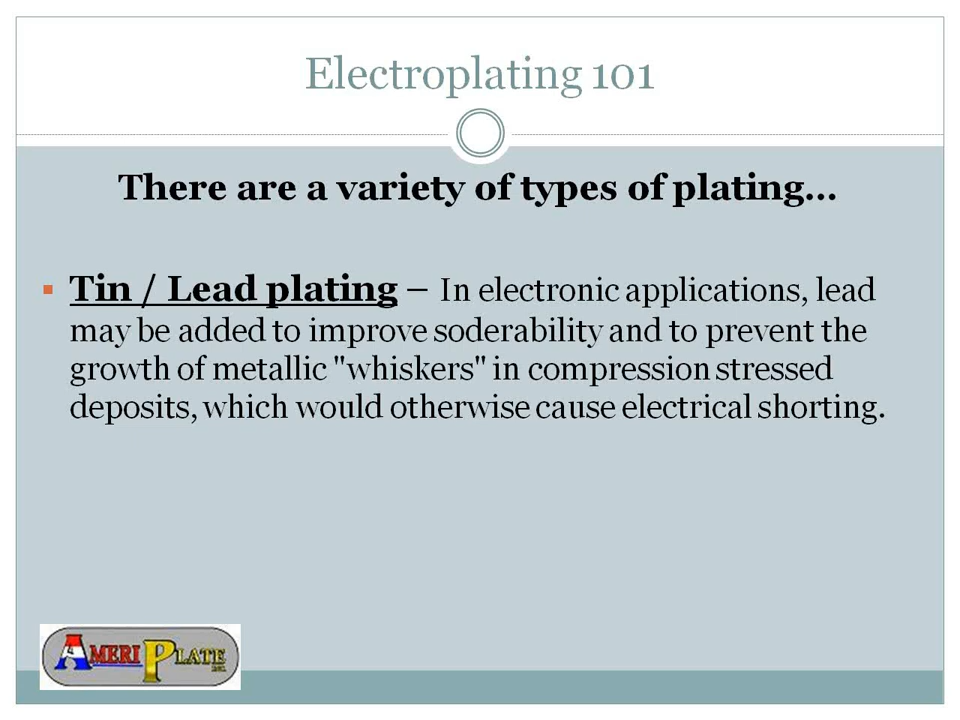 Electroplating 101
There are a variety of types of plating...
▪ Tin / Lead plating – In electronic applications, lead
may be added to improve soderability and to prevent the
growth of metallic "whiskers" in compression stressed
deposits, which would otherwise cause electrical shorting.
AMERI PLATE INC.